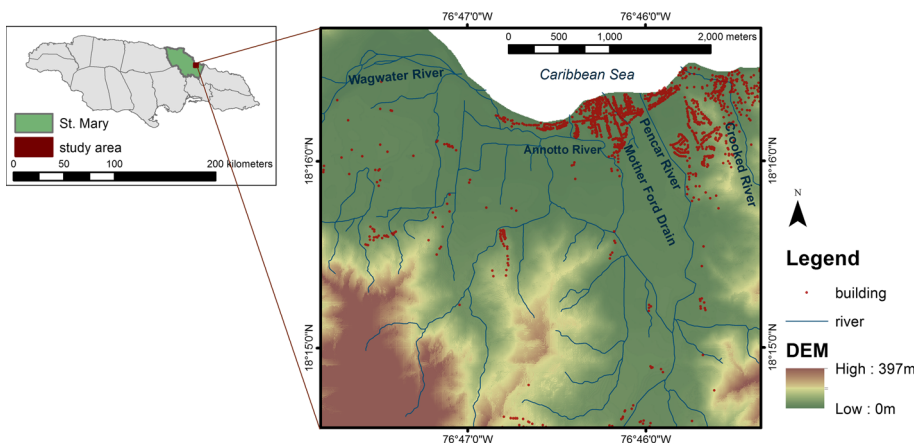 St. Mary
study area
0 50 100 200 kilometers
76°47'0"W 76°46'0"W
0 500 1,000 2,000 meters
Caribbean Sea
Wagwater River
Annotto River
Pencar River
Mother Ford Drain
Crooked River
18°16'0"N
18°15'0"N
18°16'0"N
18°15'0"N
76°47'0"W 76°46'0"W
N
Legend
building
river
DEM
High : 397m
Low : 0m